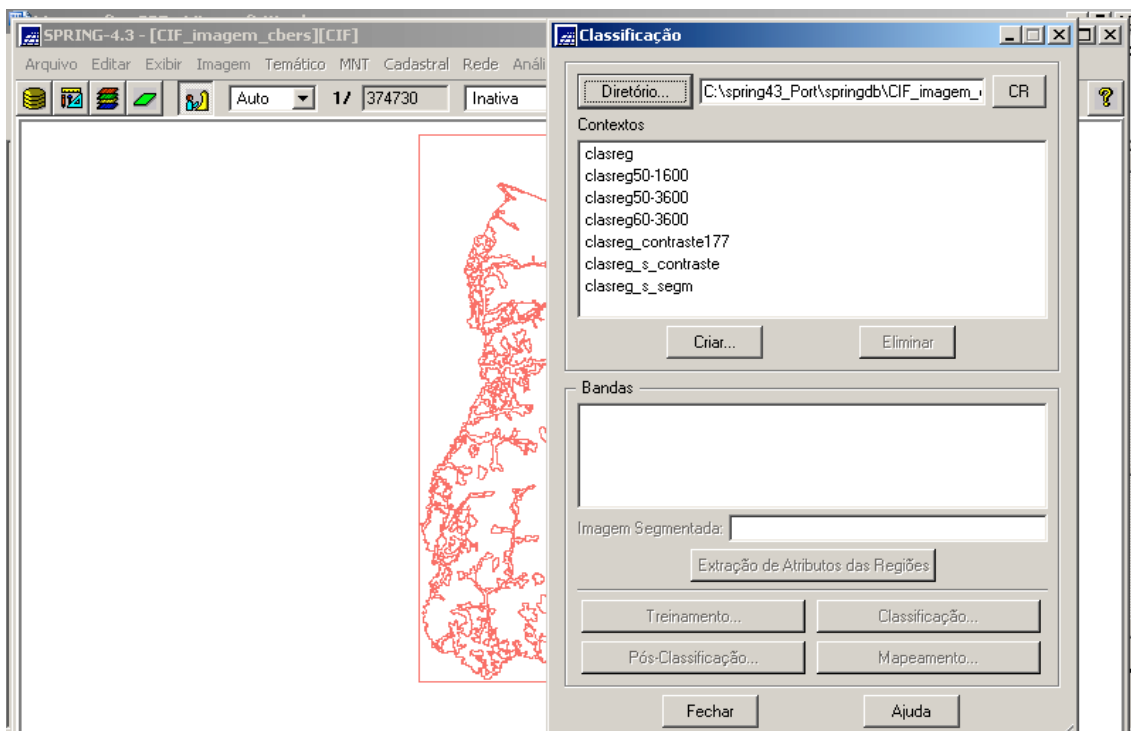 SPRING-4.3 - [CIF_imagem_cbers][CIF]
Arquivo Editar Exibir Imagem Temático MNT Cadastral Rede Análi
Auto 1/ 374730 Inativa
Classificação
Diretório... C:\spring43_Port\springdb\CIF_imagem_ CR
Contextos
clasreg
clasreg50-1600
clasreg50-3600
clasreg60-3600
clasreg_contraste177
clasreg_s_contraste
clasreg_s_segm
Criar... Eliminar
Bandas
Imagem Segmentada:
Extração de Atributos das Regiões
Treinamento... Classificação...
Pós-Classificação... Mapeamento...
Fechar Ajuda